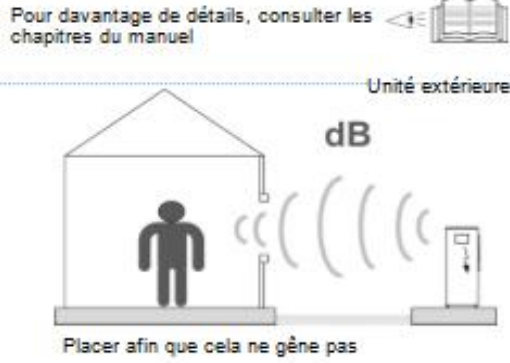 Pour davantage de détails, consulter les
chapitres du manuel
Unité extérieure
dB
Placer afin que cela ne gêne pas